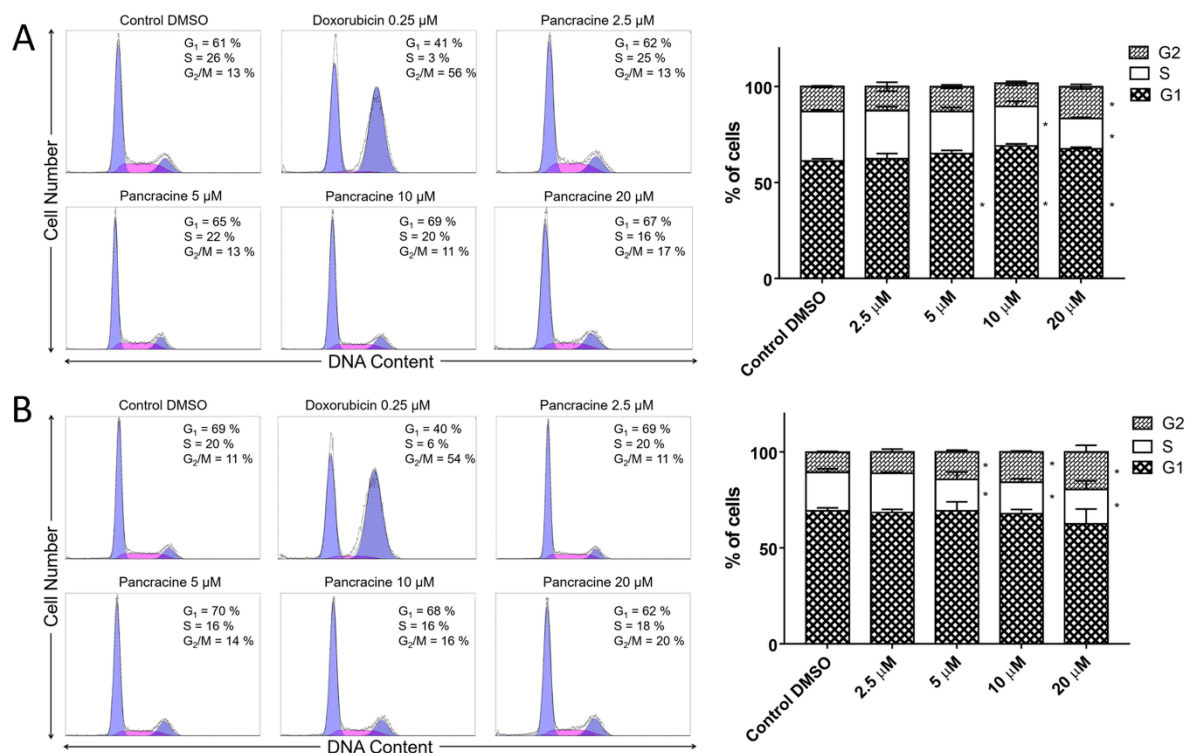 A
Control DMSO
G₁ = 61 %
S = 26 %
G₂/M = 13 %
Doxorubicin 0.25 µM
G₁ = 41 %
S = 3 %
G₂/M = 56 %
Pancracine 2.5 µM
G₁ = 62 %
S = 25 %
G₂/M = 13 %
Pancracine 5 µM
G₁ = 65 %
S = 22 %
G₂/M = 13 %
Pancracine 10 µM
G₁ = 69 %
S = 20 %
G₂/M = 11 %
Pancracine 20 µM
G₁ = 67 %
S = 16 %
G₂/M = 17 %
Cell Number
DNA Content
% of cells
100
50
0
* 
* *
* * *
Control DMSO
2.5 µM
5 µM
10 µM
20 µM
G2
S
G1
B
Control DMSO
G₁ = 69 %
S = 20 %
G₂/M = 11 %
Doxorubicin 0.25 µM
G₁ = 40 %
S = 6 %
G₂/M = 54 %
Pancracine 2.5 µM
G₁ = 69 %
S = 20 %
G₂/M = 11 %
Pancracine 5 µM
G₁ = 70 %
S = 16 %
G₂/M = 14 %
Pancracine 10 µM
G₁ = 68 %
S = 16 %
G₂/M = 16 %
Pancracine 20 µM
G₁ = 62 %
S = 18 %
G₂/M = 20 %
Cell Number
DNA Content
% of cells
100
50
0
* *
* *
* *
Control DMSO
2.5 µM
5 µM
10 µM
20 µM
G2
S
G1